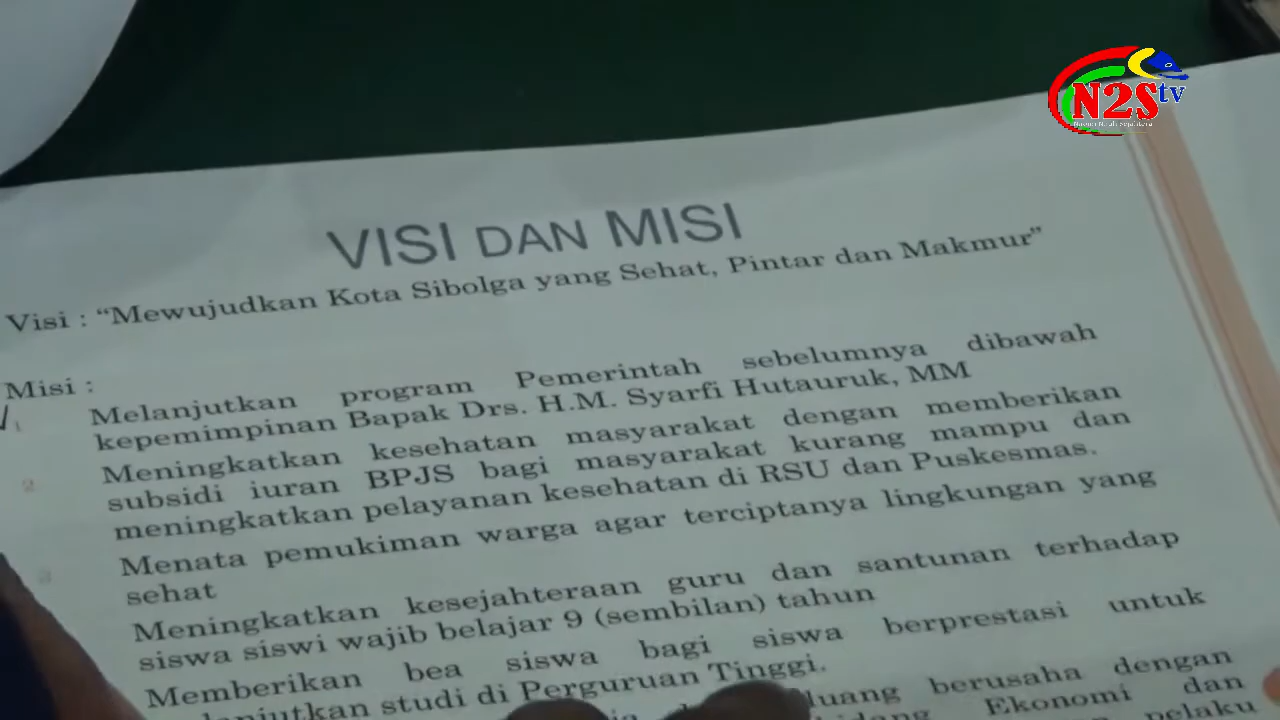 N2S tv
VISI DAN MISI
Visi : “Mewujudkan Kota Sibolga yang Sehat, Pintar dan Makmur”
Misi :
1 Melanjutkan program Pemerintah sebelumnya dibawah
kepemimpinan Bapak Drs. H.M. Syarfi Hutauruk, MM
2 Meningkatkan kesehatan masyarakat dengan memberikan
subsidi iuran BPJS bagi masyarakat kurang mampu dan
meningkatkan pelayanan kesehatan di RSU dan Puskesmas.
3 Menata pemukiman warga agar terciptanya lingkungan yang
sehat
Meningkatkan kesejahteraan guru dan santunan terhadap
siswa siswi wajib belajar 9 (sembilan) tahun
Memberikan bea siswa bagi siswa berprestasi untuk
studi di Perguruan Tinggi.
berusaha dengan
Ekonomi dan
pelaku